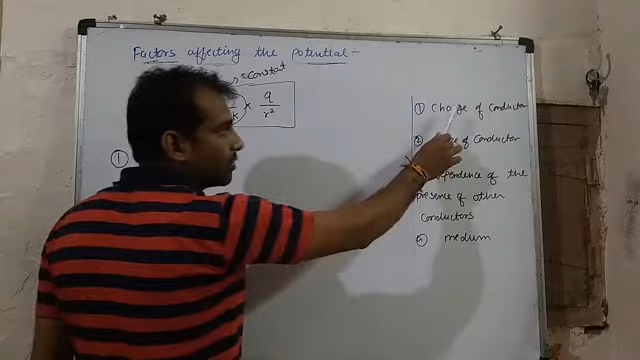 Factors affecting the potential :-
= constant
k × q
r²
①
① Charge of Conductor
② of Conductor
of the
presence of other
Conductors
medium